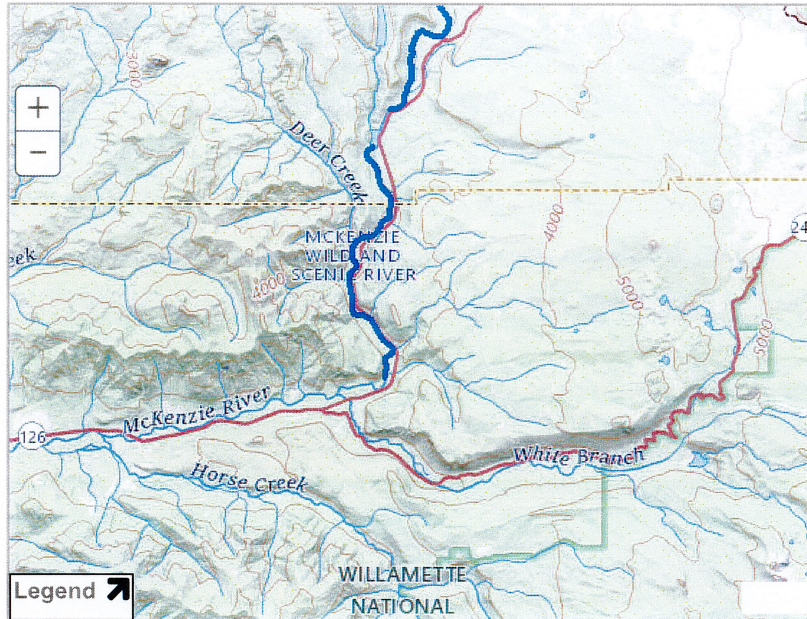 3000
4000
+
−
Deer Creek
MCKENZIE
WILD AND
SCENIC RIVER
4000
24
eek
4000
5000
5000
McKenzie River
126
White Branch
Horse Creek
Legend
WILLAMETTE
NATIONAL